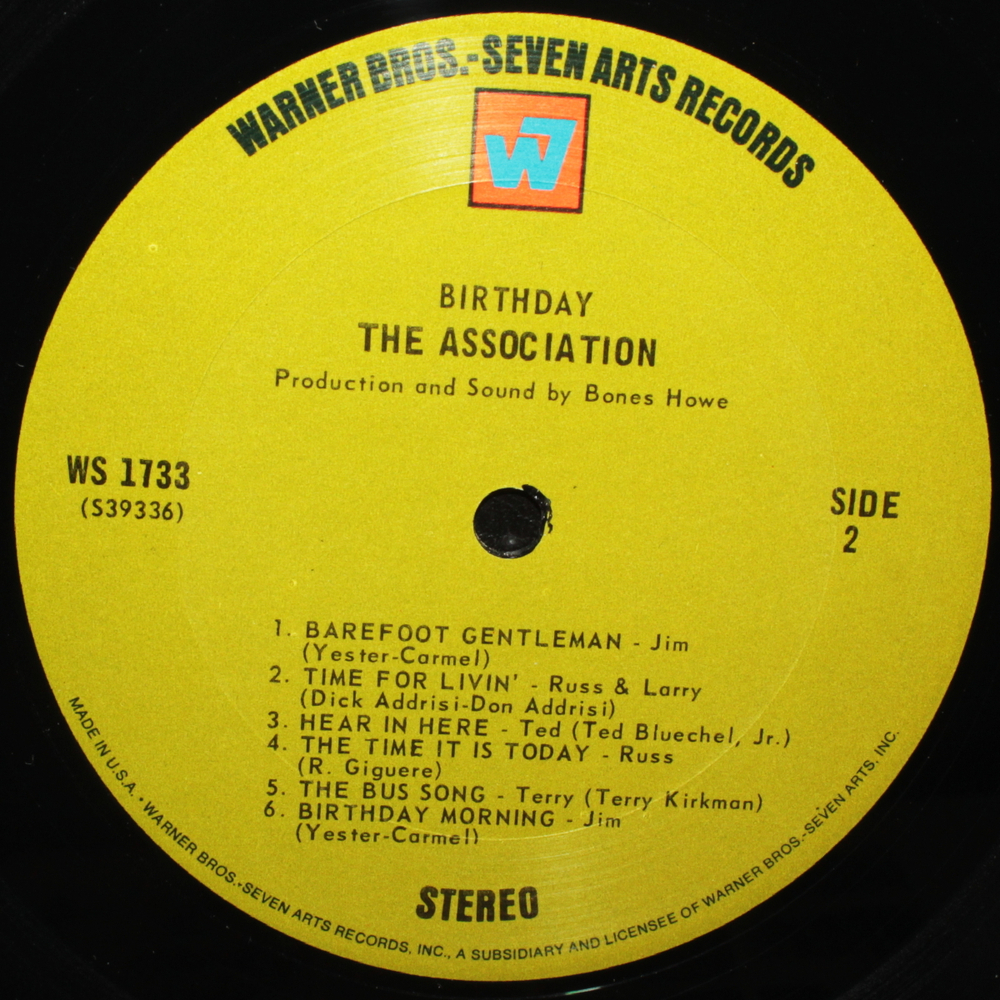 WARNER BROS.-SEVEN ARTS RECORDS
W7
BIRTHDAY
THE ASSOCIATION
Production and Sound by Bones Howe
WS 1733
(S39336)
SIDE
2
1. BAREFOOT GENTLEMAN - Jim
(Yester-Carmel)
2. TIME FOR LIVIN' - Russ & Larry
(Dick Addrisi-Don Addrisi)
3. HEAR IN HERE - Ted (Ted Bluechel, Jr.)
4. THE TIME IT IS TODAY - Russ
(R. Giguere)
5. THE BUS SONG - Terry (Terry Kirkman)
6. BIRTHDAY MORNING - Jim
(Yester-Carmel)
STEREO
MADE IN U.S.A. • WARNER BROS.-SEVEN ARTS RECORDS, INC., A SUBSIDIARY AND LICENSEE OF WARNER BROS.-SEVEN ARTS, INC.